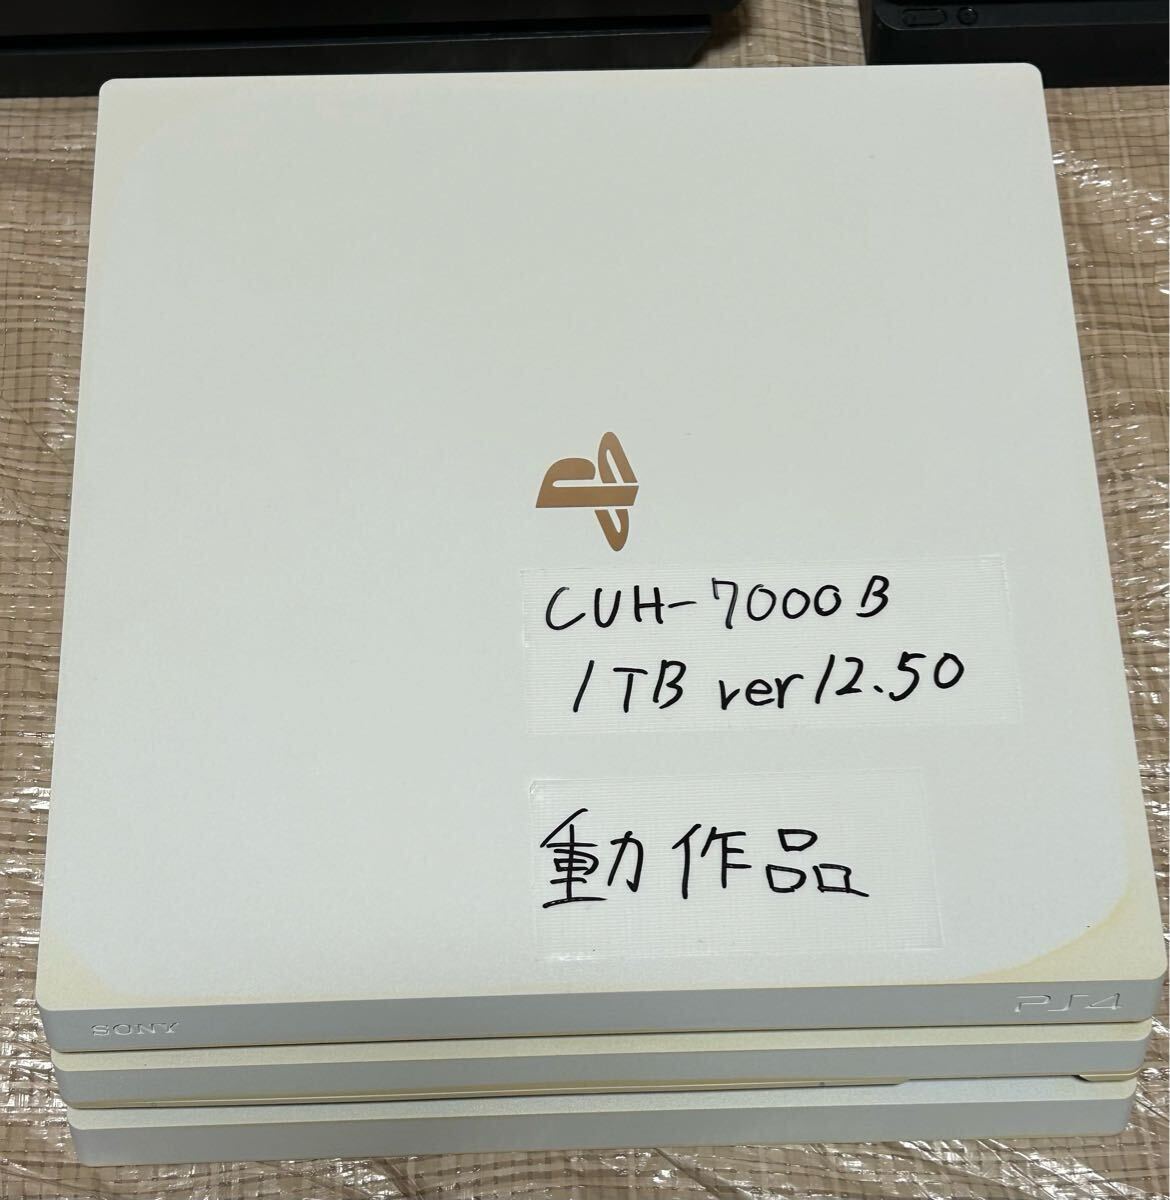 CUH-7000B
1TB ver12.50
動作品
SONY
PS4